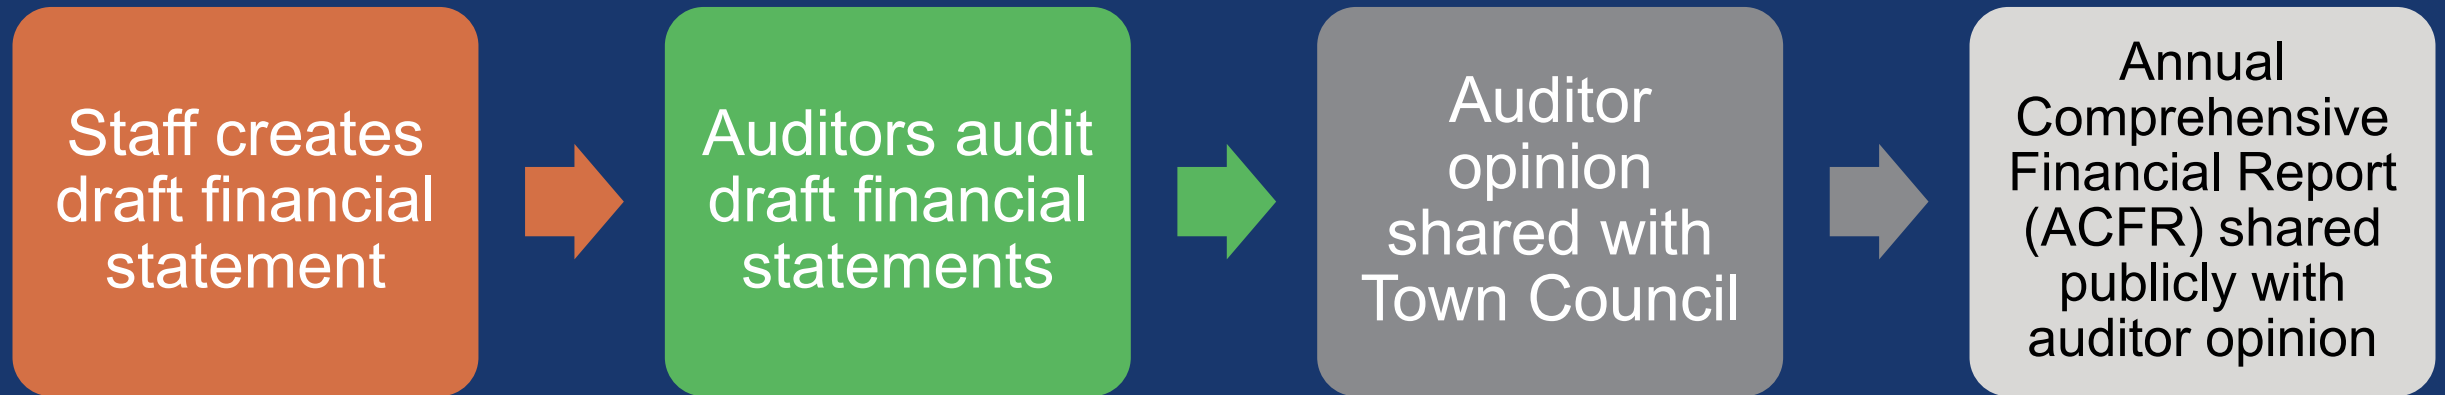 Staff creates
draft financial
statement
Auditors audit
draft financial
statements
Auditor
opinion
shared with
Town Council
Annual
Comprehensive
Financial Report
(ACFR) shared
publicly with
auditor opinion